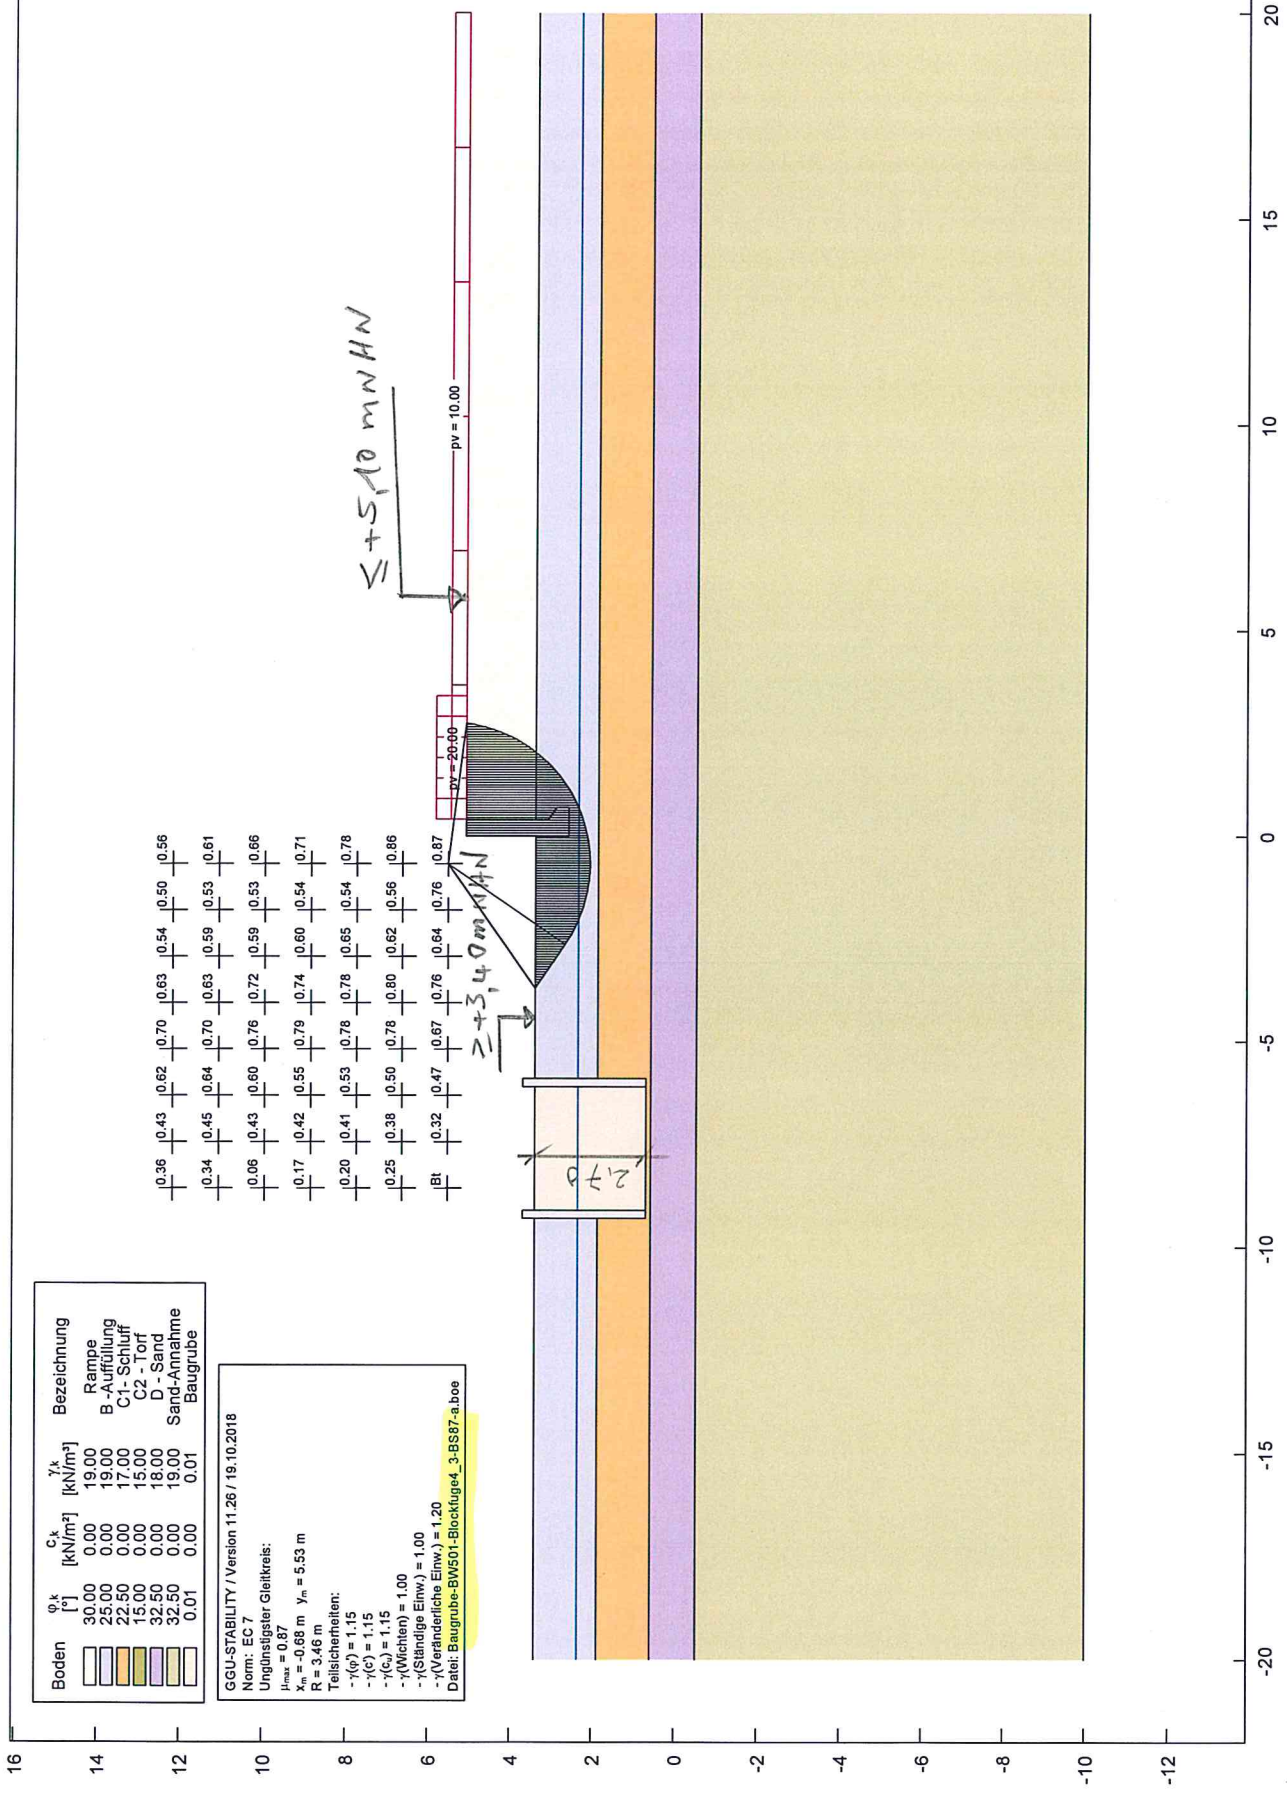 Boden φ,k [°] c,k [kN/m²] γ,k [kN/m³] Bezeichnung
30.00 0.00 19.00 Rampe
25.00 0.00 19.00 B -Auffüllung
22.50 0.00 17.00 C1- Schluff
15.00 0.00 15.00 C2 - Torf
32.50 0.00 18.00 D - Sand
32.50 0.00 19.00 Sand-Annahme
0.01 0.00 0.01 Baugrube
GGU-STABILITY / Version 11.26 / 19.10.2018
Norm: EC 7
Ungünstigster Gleitkreis:
μmax = 0.87
xm = -0.68 m ym = 5.53 m
R = 3.46 m
Teilsicherheiten:
- γ(φ') = 1.15
- γ(c') = 1.15
- γ(cu) = 1.15
- γ(Wichten) = 1.00
- γ(Ständige Einw.) = 1.00
- γ(Veränderliche Einw.) = 1.20
Datei: Baugrube-BW501-Blockfuge4_3-BS87-a.boe
0.36 0.43 0.62 0.70 0.63 0.54 0.50 0.56
0.34 0.45 0.64 0.70 0.63 0.59 0.53 0.61
0.06 0.43 0.60 0.76 0.72 0.59 0.53 0.66
0.17 0.42 0.55 0.79 0.74 0.60 0.54 0.71
0.20 0.41 0.53 0.78 0.78 0.65 0.54 0.78
0.25 0.38 0.50 0.78 0.80 0.62 0.56 0.86
Bt 0.32 0.47 0.67 0.76 0.64 0.76 0.87
≤ +5,10 mNHN
pv = 20.00
pv = 10.00
≥ +3,40 mNHN
2,70
16
14
12
10
8
6
4
2
0
-2
-4
-6
-8
-10
-12
-20 -15 -10 -5 0 5 10 15 20